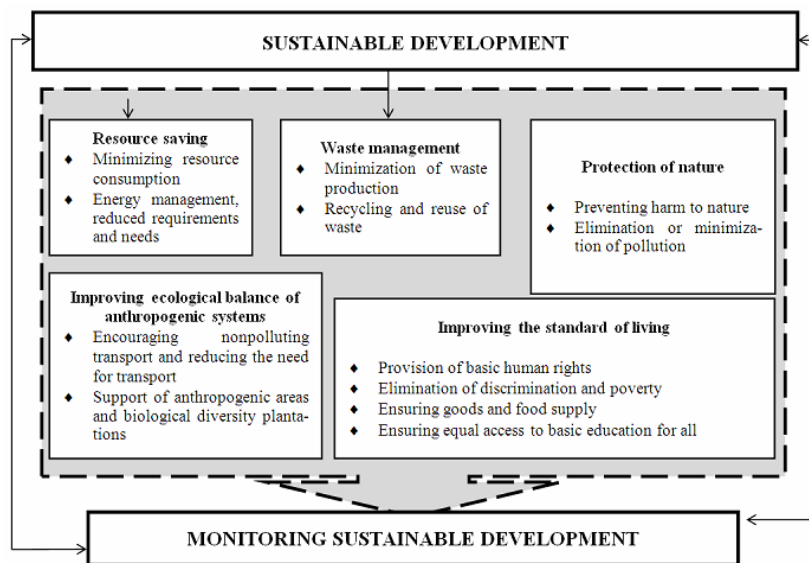 SUSTAINABLE DEVELOPMENT
Resource saving
♦ Minimizing resource
consumption
♦ Energy management,
reduced requirements
and needs
Waste management
♦ Minimization of waste
production
♦ Recycling and reuse of
waste
Protection of nature
♦ Preventing harm to nature
♦ Elimination or minimiza-
tion of pollution
Improving ecological balance of
anthropogenic systems
♦ Encouraging nonpolluting
transport and reducing the need
for transport
♦ Support of anthropogenic areas
and biological diversity planta-
tions
Improving the standard of living
♦ Provision of basic human rights
♦ Elimination of discrimination and poverty
♦ Ensuring goods and food supply
♦ Ensuring equal access to basic education for all
MONITORING SUSTAINABLE DEVELOPMENT